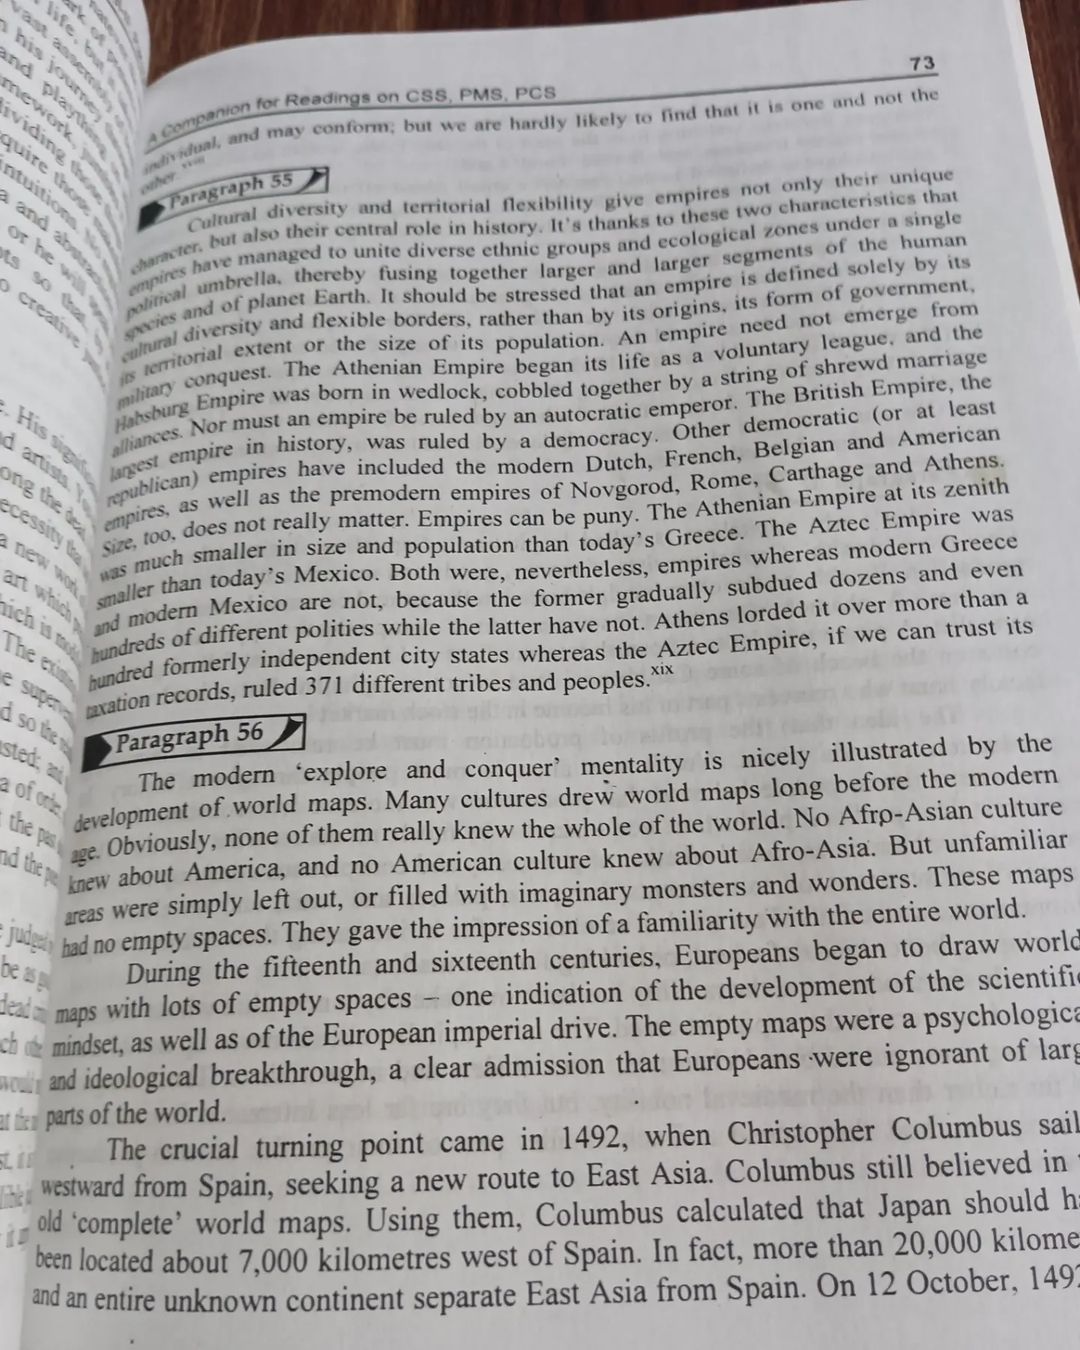 73
A Companion for Readings on CSS, PMS, PCS
individual, and may conform; but we are hardly likely to find that it is one and not the
other. xviii
Paragraph 55
Cultural diversity and territorial flexibility give empires not only their unique
character, but also their central role in history. It's thanks to these two characteristics that
empires have managed to unite diverse ethnic groups and ecological zones under a single
political umbrella, thereby fusing together larger and larger segments of the human
species and of planet Earth. It should be stressed that an empire is defined solely by its
cultural diversity and flexible borders, rather than by its origins, its form of government,
its territorial extent or the size of its population. An empire need not emerge from
military conquest. The Athenian Empire began its life as a voluntary league, and the
Habsburg Empire was born in wedlock, cobbled together by a string of shrewd marriage
alliances. Nor must an empire be ruled by an autocratic emperor. The British Empire, the
largest empire in history, was ruled by a democracy. Other democratic (or at least
republican) empires have included the modern Dutch, French, Belgian and American
empires, as well as the premodern empires of Novgorod, Rome, Carthage and Athens.
Size, too, does not really matter. Empires can be puny. The Athenian Empire at its zenith
was much smaller in size and population than today's Greece. The Aztec Empire was
smaller than today's Mexico. Both were, nevertheless, empires whereas modern Greece
and modern Mexico are not, because the former gradually subdued dozens and even
hundreds of different polities while the latter have not. Athens lorded it over more than a
hundred formerly independent city states whereas the Aztec Empire, if we can trust its
taxation records, ruled 371 different tribes and peoples.xix
Paragraph 56
The modern 'explore and conquer' mentality is nicely illustrated by the
development of world maps. Many cultures drew world maps long before the modern
age. Obviously, none of them really knew the whole of the world. No Afro-Asian culture
knew about America, and no American culture knew about Afro-Asia. But unfamiliar
areas were simply left out, or filled with imaginary monsters and wonders. These maps
had no empty spaces. They gave the impression of a familiarity with the entire world.
During the fifteenth and sixteenth centuries, Europeans began to draw world
maps with lots of empty spaces – one indication of the development of the scientific
mindset, as well as of the European imperial drive. The empty maps were a psychologica
and ideological breakthrough, a clear admission that Europeans were ignorant of larg
parts of the world.
The crucial turning point came in 1492, when Christopher Columbus sail
westward from Spain, seeking a new route to East Asia. Columbus still believed in
old 'complete' world maps. Using them, Columbus calculated that Japan should ha
been located about 7,000 kilometres west of Spain. In fact, more than 20,000 kilome
and an entire unknown continent separate East Asia from Spain. On 12 October, 1492